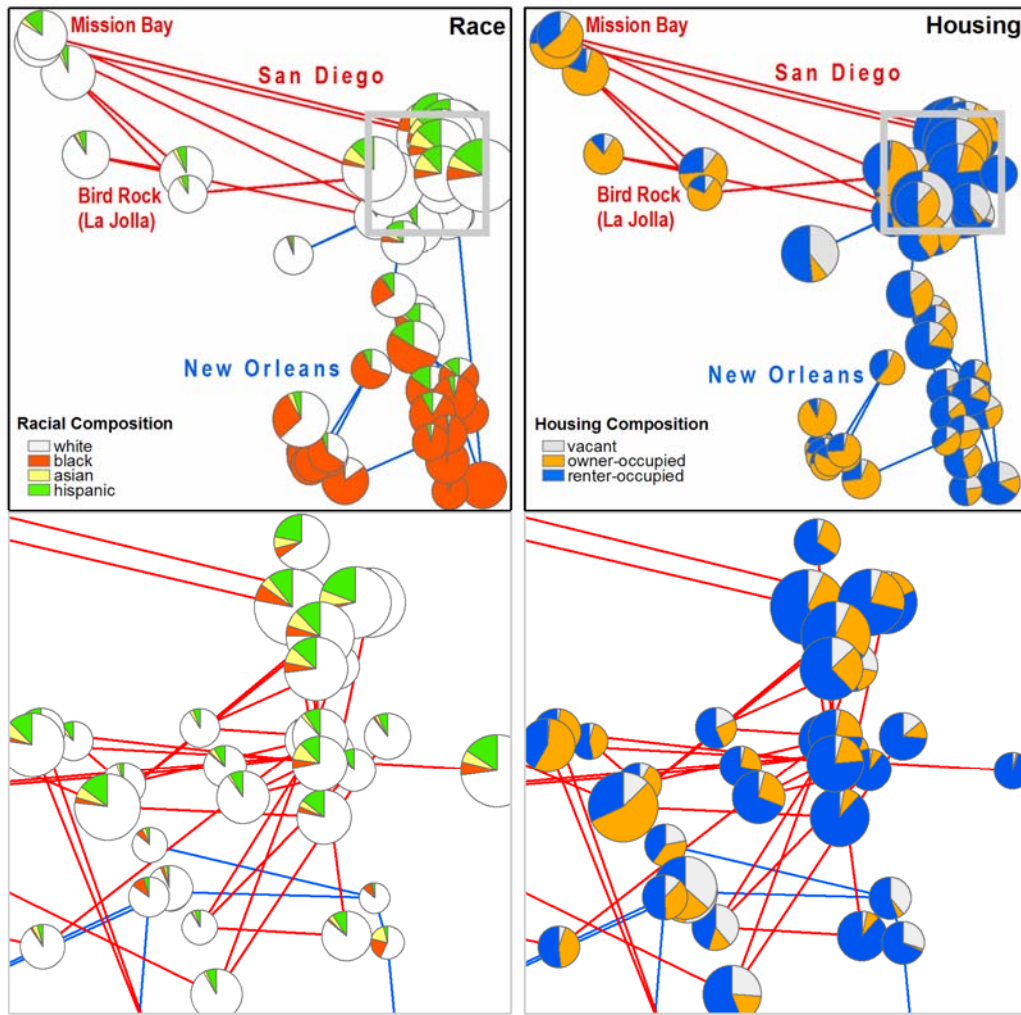 Mission Bay
Race
San Diego
Bird Rock
(La Jolla)
New Orleans
Racial Composition
white
black
asian
hispanic
Mission Bay
Housing
San Diego
Bird Rock
(La Jolla)
New Orleans
Housing Composition
vacant
owner-occupied
renter-occupied